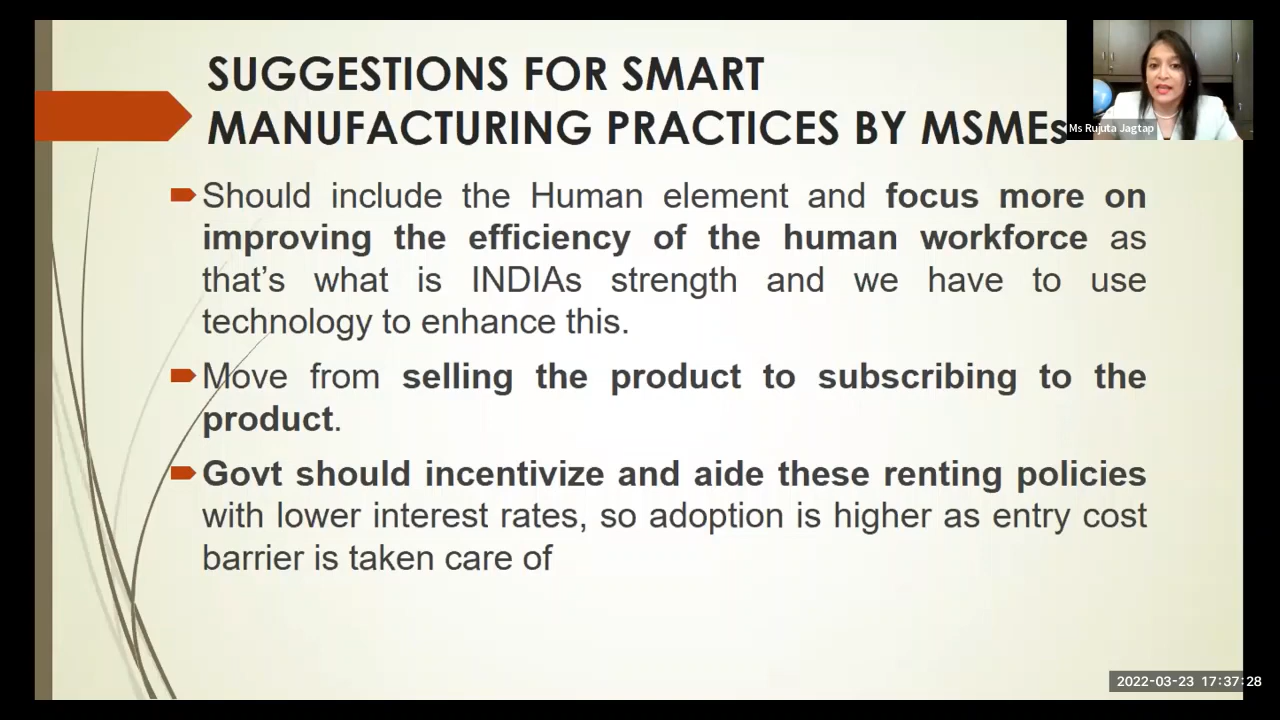 SUGGESTIONS FOR SMART
MANUFACTURING PRACTICES BY MSMEs
Ms Rujuta Jagtap
Should include the Human element and focus more on
improving the efficiency of the human workforce as
that's what is INDIAs strength and we have to use
technology to enhance this.
Move from selling the product to subscribing to the
product.
Govt should incentivize and aide these renting policies
with lower interest rates, so adoption is higher as entry cost
barrier is taken care of
2022-03-23 17:37:28